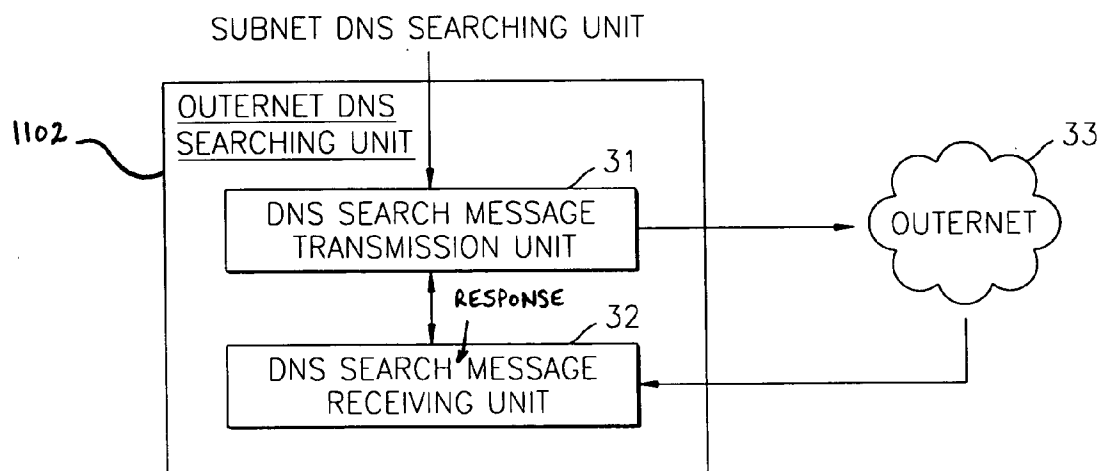 SUBNET DNS SEARCHING UNIT
OUTERNET DNS
SEARCHING UNIT
1102
31
DNS SEARCH MESSAGE
TRANSMISSION UNIT
33
OUTERNET
RESPONSE
32
DNS SEARCH MESSAGE
RECEIVING UNIT